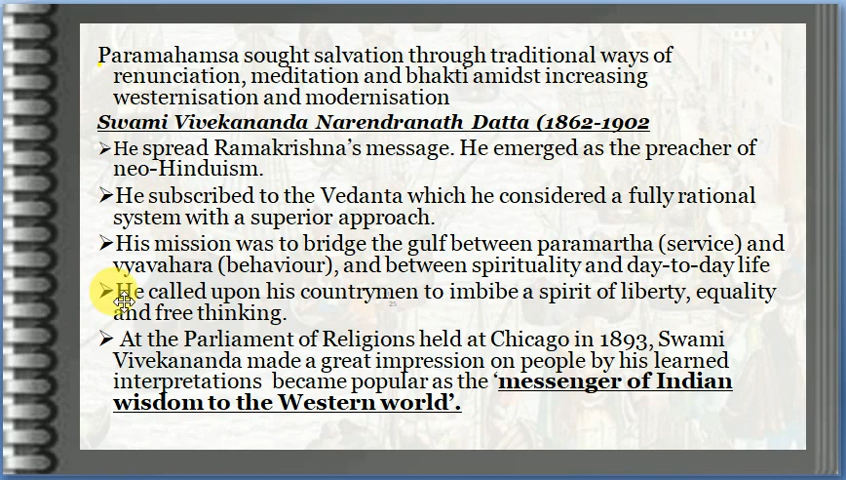 Paramahamsa sought salvation through traditional ways of
renunciation, meditation and bhakti amidst increasing
westernisation and modernisation
Swami Vivekananda Narendranath Datta (1862-1902
➢He spread Ramakrishna's message. He emerged as the preacher of
neo-Hinduism.
➢He subscribed to the Vedanta which he considered a fully rational
system with a superior approach.
➢His mission was to bridge the gulf between paramartha (service) and
vyavahara (behaviour), and between spirituality and day-to-day life
➢He called upon his countrymen to imbibe a spirit of liberty, equality
and free thinking.
➢ At the Parliament of Religions held at Chicago in 1893, Swami
Vivekananda made a great impression on people by his learned
interpretations became popular as the 'messenger of Indian
wisdom to the Western world'.